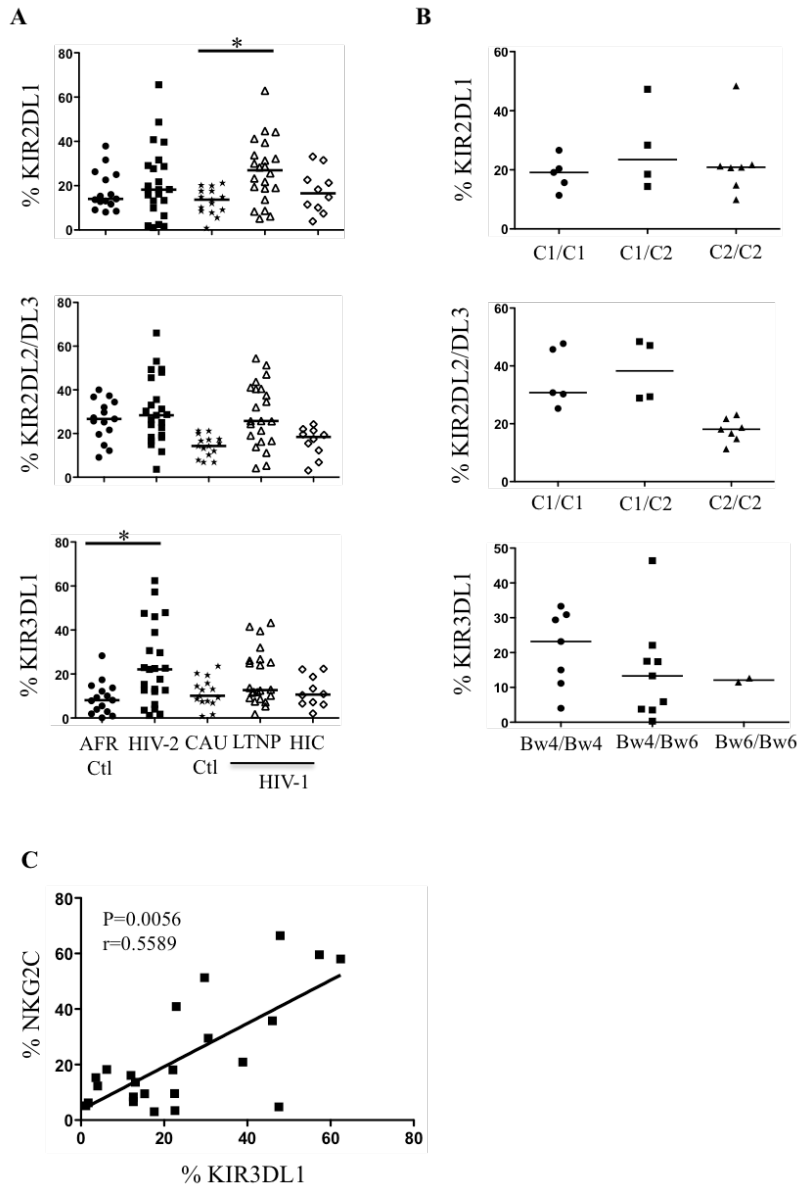 A
*
% KIR2DL1
80
60
40
20
0
% KIR2DL2/DL3
80
60
40
20
0
*
% KIR3DL1
80
60
40
20
0
AFR Ctl
HIV-2
CAU Ctl
LTNP
HIC
HIV-1
B
% KIR2DL1
60
40
20
0
C1/C1
C1/C2
C2/C2
% KIR2DL2/DL3
60
40
20
0
C1/C1
C1/C2
C2/C2
% KIR3DL1
50
40
30
20
10
0
Bw4/Bw4
Bw4/Bw6
Bw6/Bw6
C
P=0.0056
r=0.5589
% NKG2C
80
60
40
20
0
0
20
40
60
80
% KIR3DL1